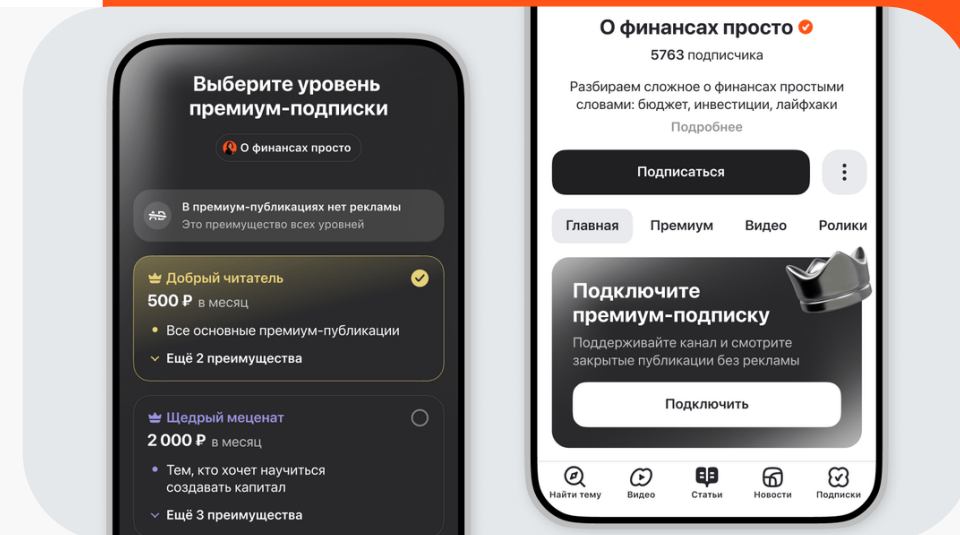 Выберите уровень
премиум-подписки
О финансах просто
AD
В премиум-публикациях нет рекламы
Это преимущество всех уровней
Добрый читатель
500 ₽ в месяц
• Все основные премиум-публикации
Ещё 2 преимущества
Щедрый меценат
2 000 ₽ в месяц
• Тем, кто хочет научиться
создавать капитал
Ещё 3 преимущества
О финансах просто
5763 подписчика
Разбираем сложное о финансах простыми
словами: бюджет, инвестиции, лайфхаки
Подробнее
Подписаться
Главная Премиум Видео Ролики
Подключите
премиум-подписку
Поддерживайте канал и смотрите
закрытые публикации без рекламы
Подключить
Найти тему Видео Статьи Новости Подписки